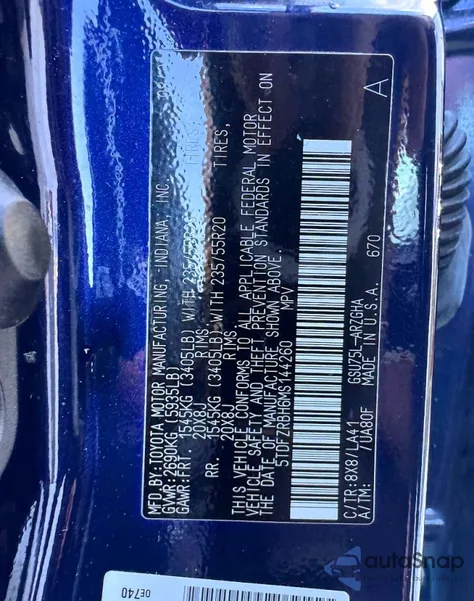 MFD.BY:TOYOTA MOTOR MANUFACTURING, INDIANA, INC.
GVWR:2690KG (5935LB)
GAWR:FRT. 1545KG (3405LB) WITH 235/55R20 TIRES,
20X8J RIMS,
RR. 1545KG (3405LB) WITH 235/55R20 TIRES,
20X8J RIMS,
THIS VEHICLE CONFORMS TO ALL APPLICABLE FEDERAL MOTOR
VEHICLE SAFETY AND THEFT PREVENTION STANDARDS IN EFFECT ON
THE DATE OF MANUFACTURE SHOWN ABOVE.
5TDFZRBH6MS144260 MPV
C/TR:8X8/LA41 GSU75L-ARZGHA
A/TM: /UA80F MADE IN U.S.A. 670
A
0E740
autoSnap